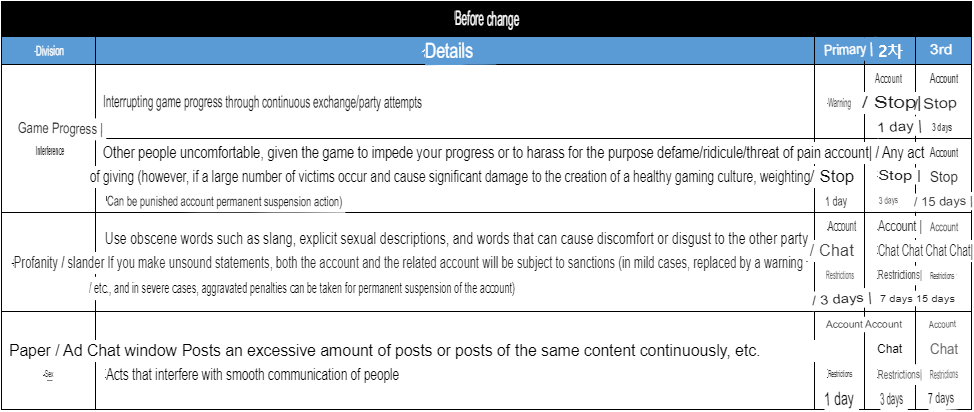 Before change
Division Details Primary | 2차 3rd
Account Account
Interrupting game progress through continuous exchange/party attempts Warning / Stop| Stop
Game Progress | 1 day | 3 days
Interference Other people uncomfortable, given the game to impede your progress or to harass for the purpose defame/ridicule/threat of pain account| / Any act Account
of giving (however, if a large number of victims occur and cause significant damage to the creation of a healthy gaming culture, weighting/ Stop Stop | Stop
Can be punished account permanent suspension action) 1 day 3 days / 15 days |
Use obscene words such as slang, explicit sexual descriptions, and words that can cause discomfort or disgust to the other party Account Account | Account
Profanity / slander If you make unsound statements, both the account and the related account will be subject to sanctions (in mild cases, replaced by a warning / Chat Chat Chat Chat Chat|
/ etc., and in severe cases, aggravated penalties can be taken for permanent suspension of the account) Restrictions Restrictions| Restrictions
/ 3 days | 7 days 15 days
Account Account Account
Paper / Ad Chat window Posts an excessive amount of posts or posts of the same content continuously, etc. Chat Chat
Sex Acts that interfere with smooth communication of people Restrictions Restrictions| Restrictions
1 day 3 days 7 days